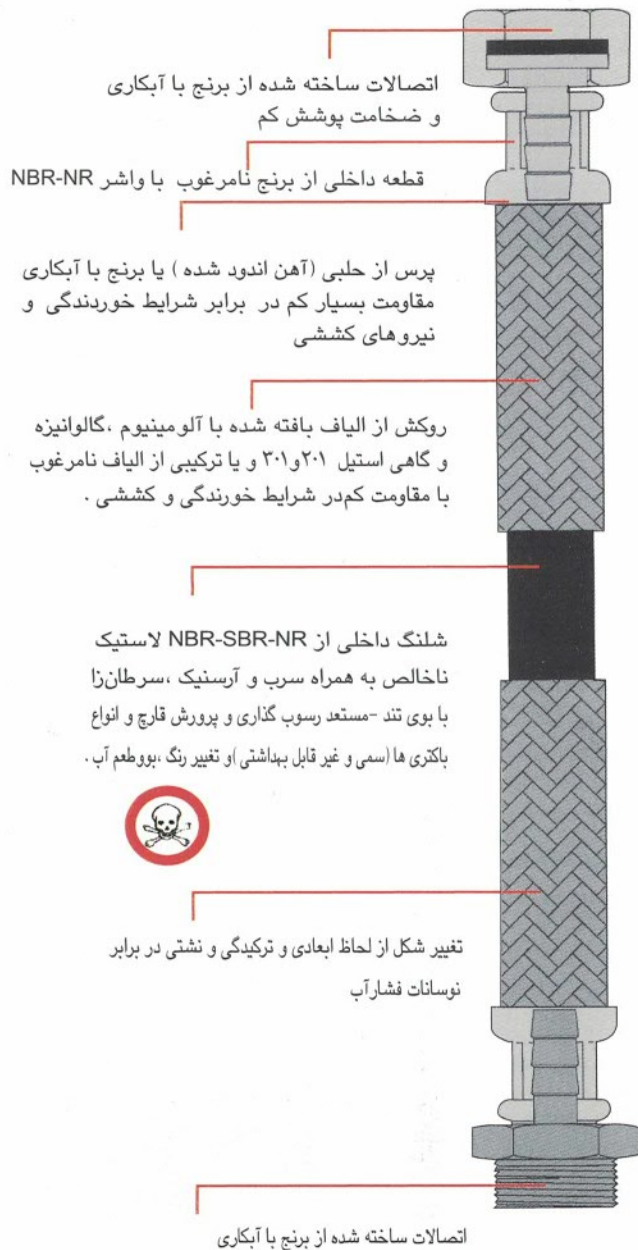 اتصالات ساخته شده از برنج با آبکاری
و ضخامت پوشش کم
قطعه داخلی از برنج نامرغوب با واشر NBR-NR
پرس از حلبی (آهن اندود شده ) یا برنج با آبکاری
مقاومت بسیار کم در برابر شرایط خوردندگی و
نیروهای کششی
روکش از الیاف بافته شده با آلومینیوم ،گالوانیزه
و گاهی استیل ۲۰۱و۳۰۱ و یا ترکیبی از الیاف نامرغوب
با مقاومت کم‌در شرایط خورندگی و کششی .
شلنگ داخلی از NBR-SBR-NR لاستیک
ناخالص به همراه سرب و آرسنیک ،سرطان‌زا
با بوی تند -مستعد رسوب گذاری و پرورش قارچ و انواع
باکتری ها (سمی و غیر قابل بهداشتی )و تغییر رنگ ،بووطعم آب .
تغییر شکل از لحاظ ابعادی و ترکیدگی و نشتی در برابر
نوسانات فشارآب
اتصالات ساخته شده از برنج با آبکاری